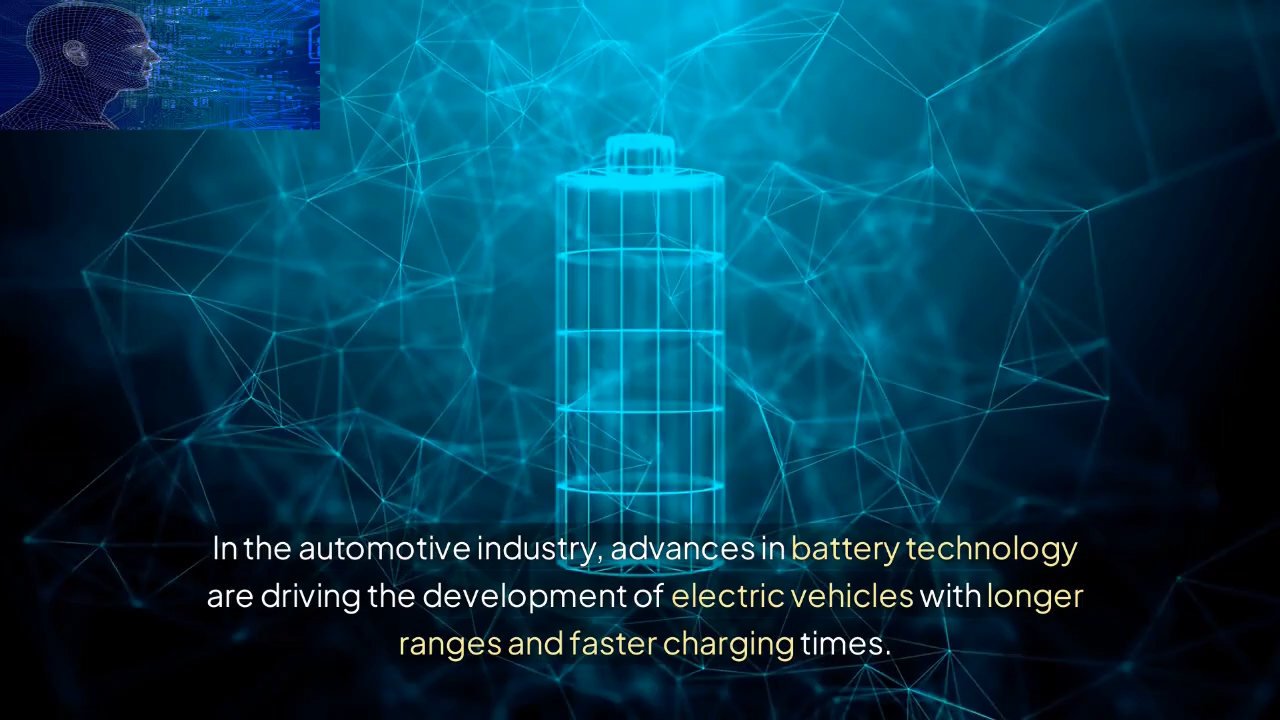 In the automotive industry, advances in battery technology
are driving the development of electric vehicles with longer
ranges and faster charging times.